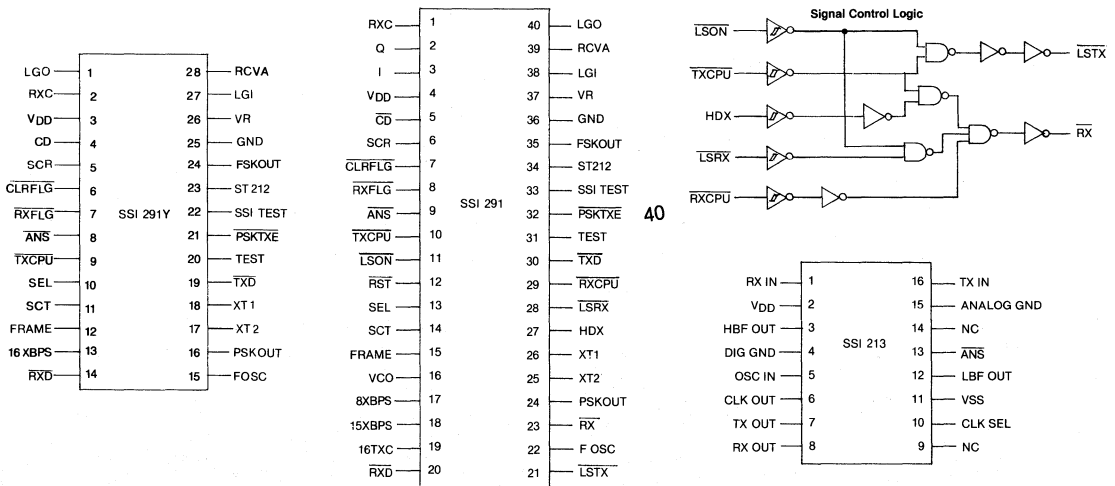 LGO 1 28 RCVA
RXC 2 27 LGI
VDD 3 26 VR
CD 4 25 GND
SCR 5 24 FSKOUT
CLRFLG 6 23 ST212
RXFLG 7 SSI 291Y 22 SSI TEST
ANS 8 21 PSKTXE
TXCPU 9 20 TEST
SEL 10 19 TXD
SCT 11 18 XT1
FRAME 12 17 XT2
16 XBPS 13 16 PSKOUT
RXD 14 15 FOSC
RXC 1 40 LGO
Q 2 39 RCVA
I 3 38 LGI
VDD 4 37 VR
CD 5 36 GND
SCR 6 35 FSKOUT
CLRFLG 7 34 ST212
RXFLG 8 33 SSI TEST
SSI 291
ANS 9 32 PSKTXE 40
TXCPU 10 31 TEST
LSON 11 30 TXD
RST 12 29 RXCPU
SEL 13 28 LSRX
SCT 14 27 HDX
FRAME 15 26 XT1
VCO 16 25 XT2
8XBPS 17 24 PSKOUT
15XBPS 18 23 RX
16TXC 19 22 F OSC
RXD 20 21 LSTX
Signal Control Logic
LSON
LSTX
TXCPU
HDX
RX
LSRX
RXCPU
RX IN 1 16 TX IN
VDD 2 15 ANALOG GND
HBF OUT 3 14 NC
SSI 213
DIG GND 4 13 ANS
OSC IN 5 12 LBF OUT
CLK OUT 6 11 VSS
TX OUT 7 10 CLK SEL
RX OUT 8 9 NC